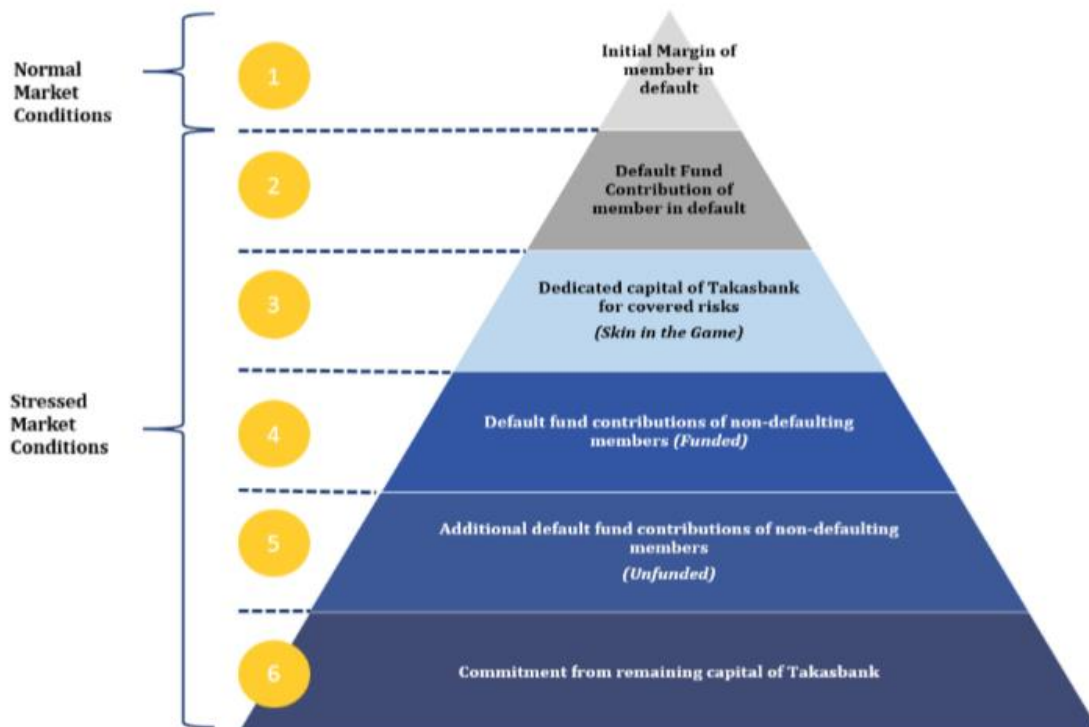 Normal
Market
Conditions
1
Initial Margin of
member in
default
2
Default Fund
Contribution of
member in default
3
Dedicated capital of Takasbank
for covered risks
(Skin in the Game)
Stressed
Market
Conditions
4
Default fund contributions of non-defaulting
members (Funded)
5
Additional default fund contributions of non-defaulting
members
(Unfunded)
6
Commitment from remaining capital of Takasbank